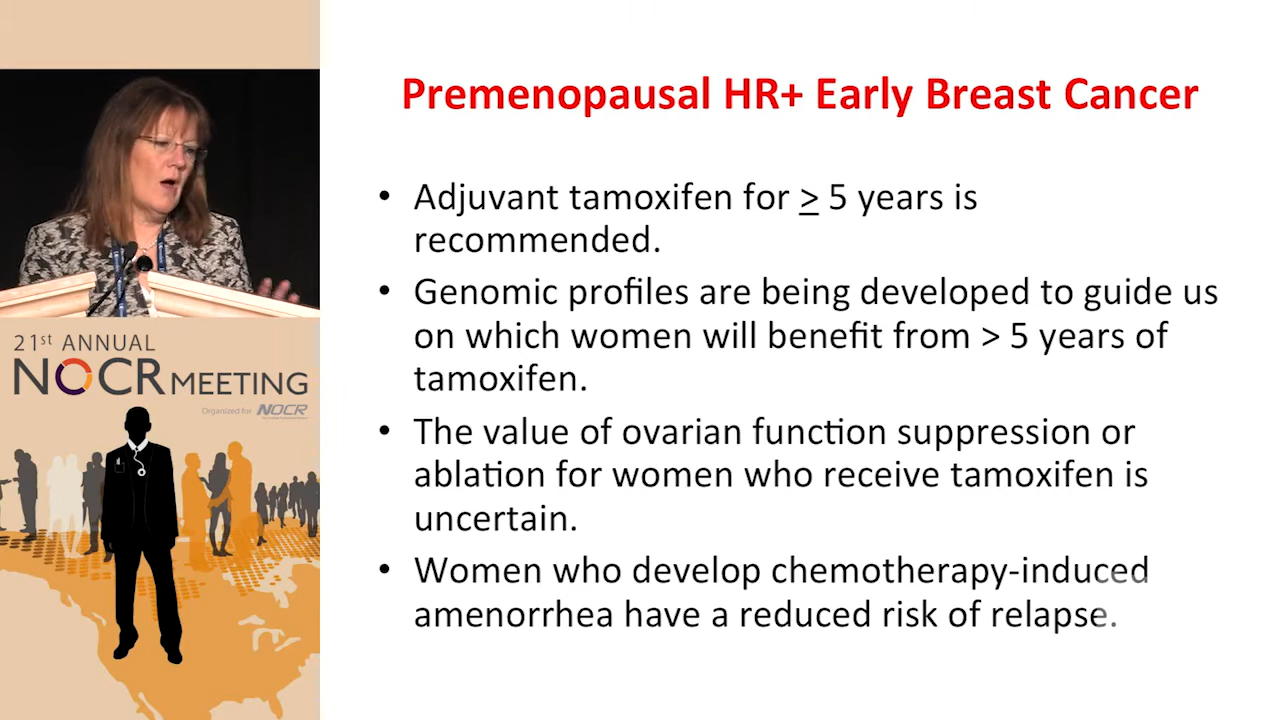 Premenopausal HR+ Early Breast Cancer
• Adjuvant tamoxifen for ≥ 5 years is
recommended.
• Genomic profiles are being developed to guide us
on which women will benefit from > 5 years of
tamoxifen.
• The value of ovarian function suppression or
ablation for women who receive tamoxifen is
uncertain.
• Women who develop chemotherapy-induced
amenorrhea have a reduced risk of relapse.
21st ANNUAL
NOCR MEETING
Organized for NOCR